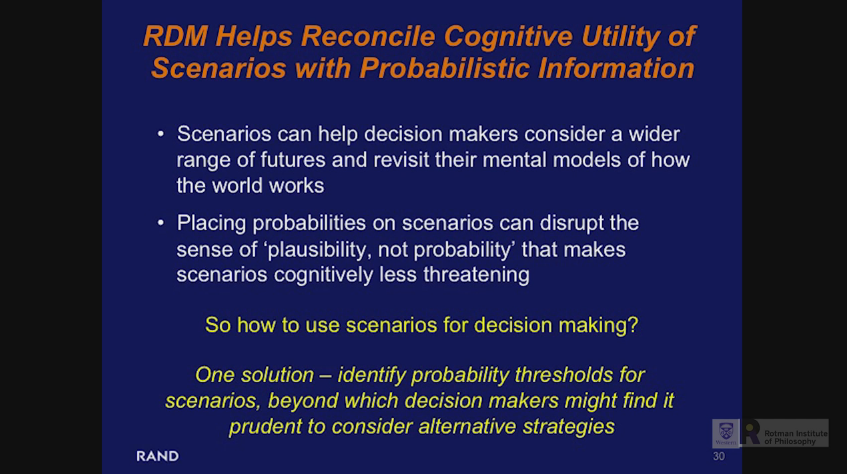 RDM Helps Reconcile Cognitive Utility of
Scenarios with Probabilistic Information
• Scenarios can help decision makers consider a wider
range of futures and revisit their mental models of how
the world works
• Placing probabilities on scenarios can disrupt the
sense of ‘plausibility, not probability’ that makes
scenarios cognitively less threatening
So how to use scenarios for decision making?
One solution – identify probability thresholds for
scenarios, beyond which decision makers might find it
prudent to consider alternative strategies
RAND
R
Rotman Institute
of Philosophy
30